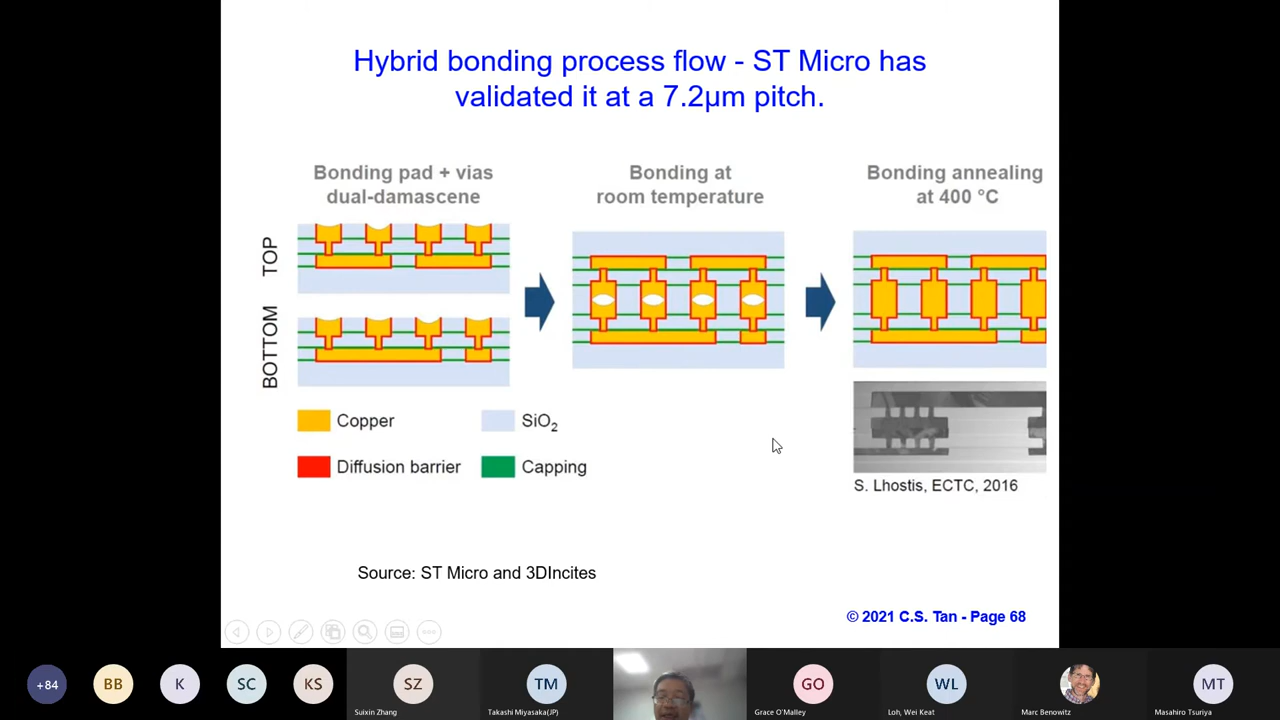 Hybrid bonding process flow - ST Micro has
validated it at a 7.2µm pitch.
Bonding pad + vias
dual-damascene
Bonding at
room temperature
Bonding annealing
at 400 °C
TOP
BOTTOM
Copper
SiO2
Diffusion barrier
Capping
S. Lhostis, ECTC, 2016
Source: ST Micro and 3DIncites
© 2021 C.S. Tan - Page 68
+84
BB
K
SC
KS
SZ
Suixin Zhang
TM
Takashi Miyasaka(JP)
GO
Grace O'Malley
WL
Loh, Wei Keat
Marc Benowitz
MT
Masahiro Tsuriya